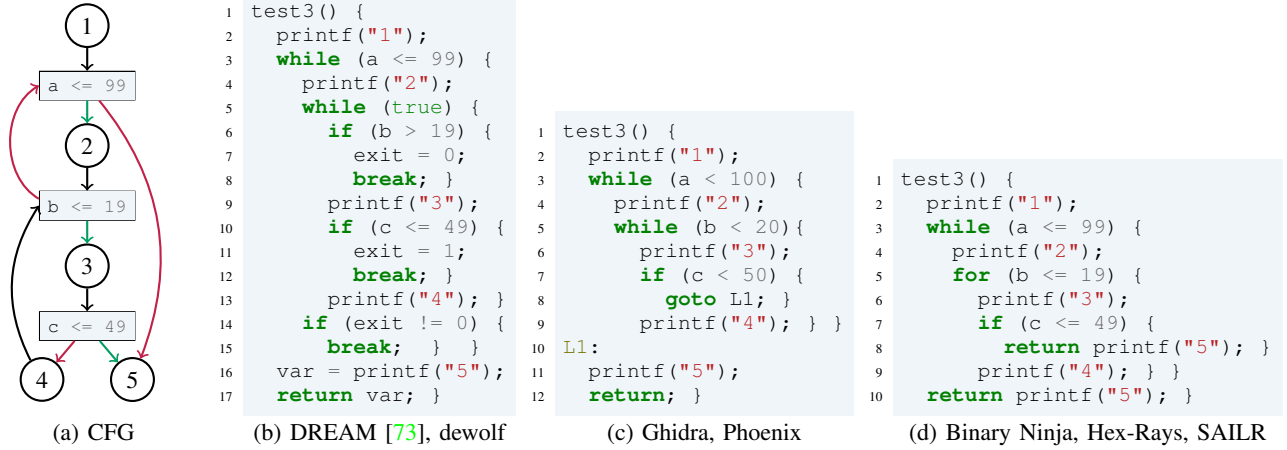 1
a <= 99
2
b <= 19
3
c <= 49
4 5
(a) CFG
1 test3() {
2 printf("1");
3 while (a <= 99) {
4 printf("2");
5 while (true) {
6 if (b > 19) {
7 exit = 0;
8 break; }
9 printf("3");
10 if (c <= 49) {
11 exit = 1;
12 break; }
13 printf("4"); }
14 if (exit != 0) {
15 break; } }
16 var = printf("5");
17 return var; }
(b) DREAM [73], dewolf
1 test3() {
2 printf("1");
3 while (a < 100) {
4 printf("2");
5 while (b < 20){
6 printf("3");
7 if (c < 50) {
8 goto L1; }
9 printf("4"); } }
10 L1:
11 printf("5");
12 return; }
(c) Ghidra, Phoenix
1 test3() {
2 printf("1");
3 while (a <= 99) {
4 printf("2");
5 for (b <= 19) {
6 printf("3");
7 if (c <= 49) {
8 return printf("5"); }
9 printf("4"); } }
10 return printf("5"); }
(d) Binary Ninja, Hex-Rays, SAILR